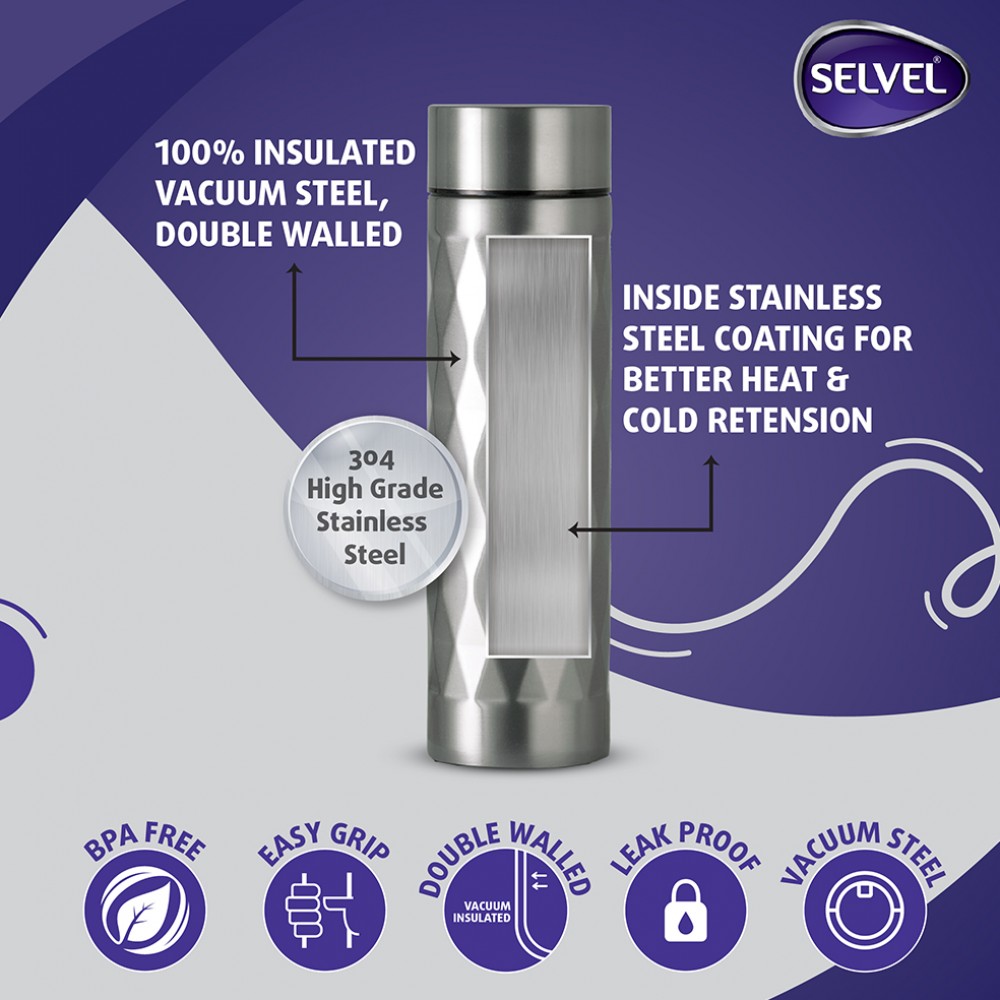 SELVEL®
100% INSULATED
VACUUM STEEL,
DOUBLE WALLED
INSIDE STAINLESS
STEEL COATING FOR
BETTER HEAT &
COLD RETENSION
304
High Grade
Stainless
Steel
BPA FREE
EASY GRIP
DOUBLE WALLED
VACUUM
INSULATED
LEAK PROOF
VACUUM STEEL